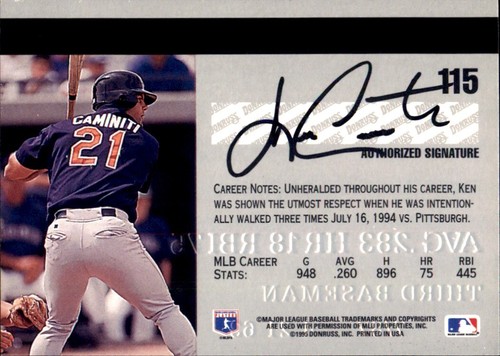 115
CAMINITI
21
Ken Caminiti
AUTHORIZED SIGNATURE
CAREER NOTES: UNHERALDED THROUGHOUT HIS CAREER, KEN
WAS SHOWN THE UTMOST RESPECT WHEN HE WAS INTENTION-
ALLY WALKED THREE TIMES JULY 16, 1994 VS. PITTSBURGH.
AVG .283 HR 18 RBI 75
MLB CAREER G AVG H HR RBI
STATS: 948 .260 896 75 445
THIRD BASEMAN
©MAJOR LEAGUE BASEBALL TRADEMARKS AND COPYRIGHTS
ARE USED WITH PERMISSION OF MLB PROPERTIES, INC.
©1995 DONRUSS, INC. PRINTED IN USA